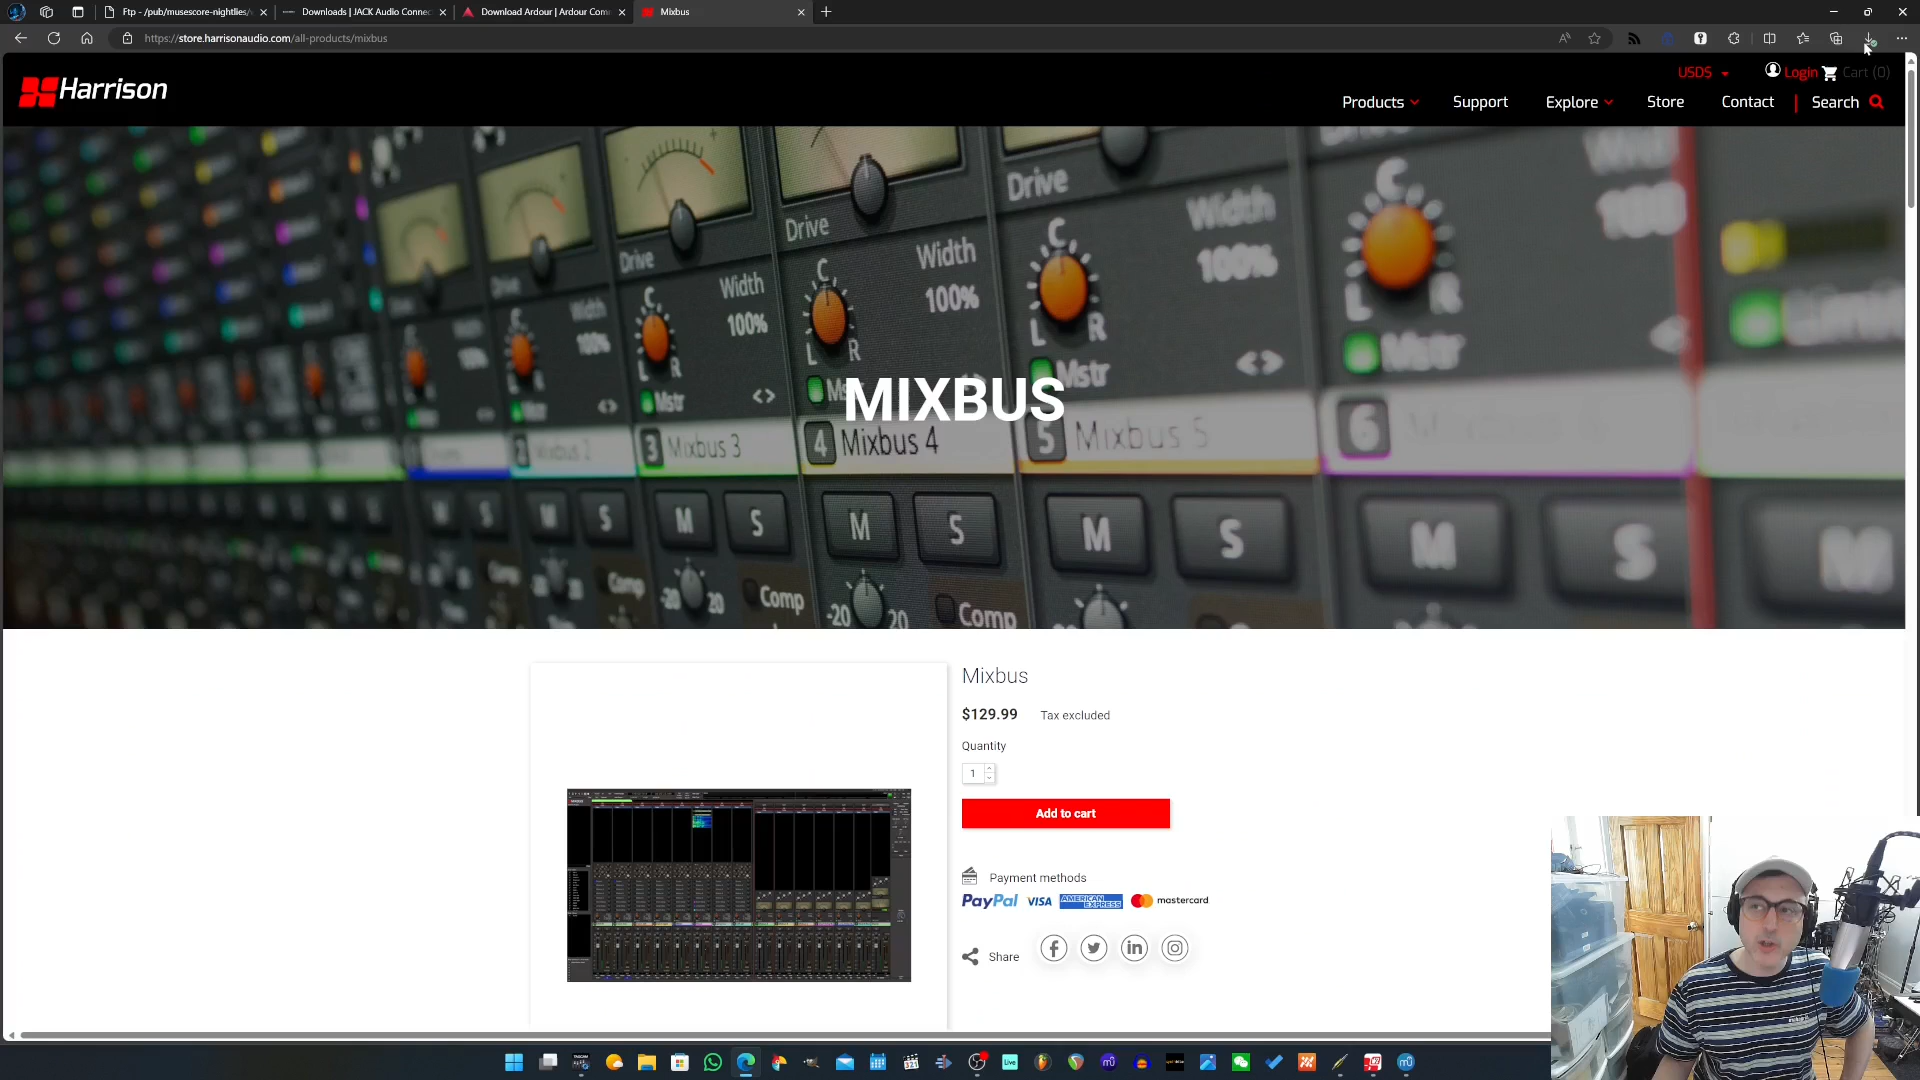 Ftp - /pub/musescore-nightlies/
Downloads | JACK Audio Connec
Download Ardour | Ardour Com
Mixbus
https://store.harrisonaudio.com/all-products/mixbus
Harrison
USD$
Login
Cart (0)
Products
Support
Explore
Store
Contact
Search
Drive
Drive
Drive
Width
100%
Width
100%
Width
100%
C
L
R
Mstr
MIXBUS
3 Mixbus 3
4 Mixbus 4
5 Mixbus 5
6
M S M S M S M S M S
Comp
Comp
-20 20
Mixbus
$129.99
Tax excluded
Quantity
1
Add to cart
Payment methods
PayPal
VISA
AMERICAN EXPRESS
mastercard
Share